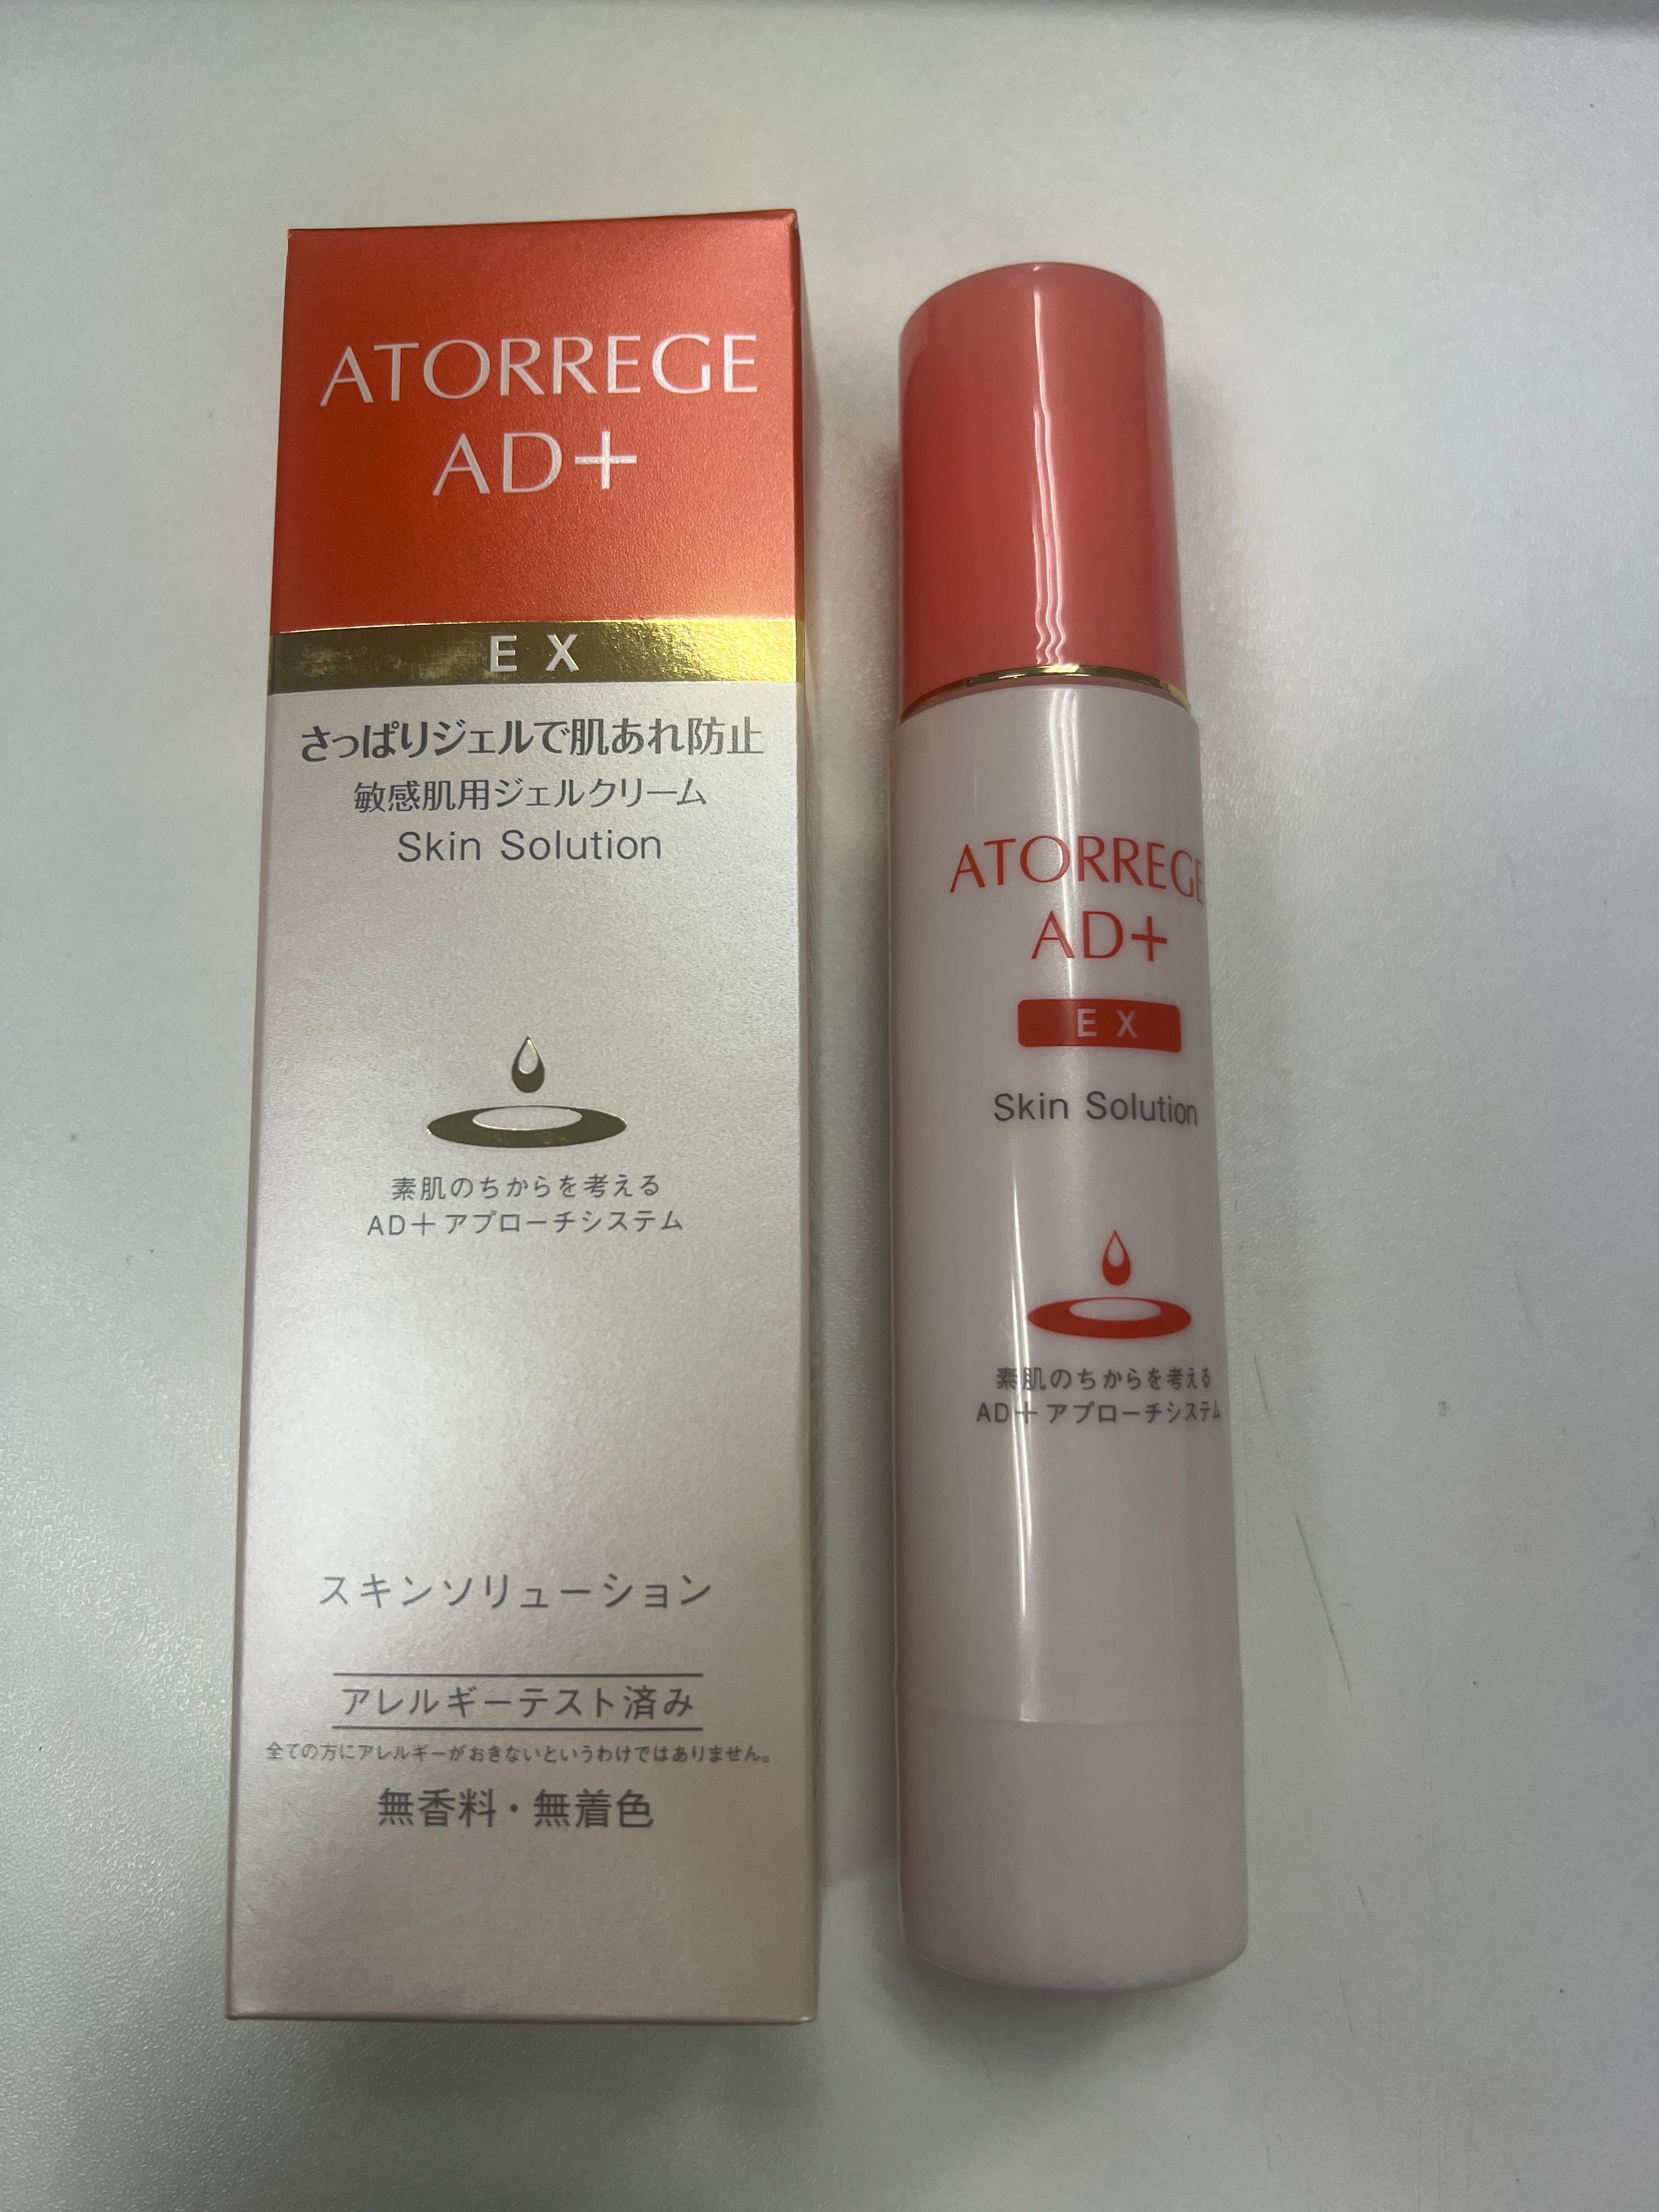 ATORREGE
AD+
EX
さっぱりジェルで肌あれ防止
敏感肌用ジェルクリーム
Skin Solution
素肌のちからを考える
AD+アプローチシステム
スキンソリューション
アレルギーテスト済み
全ての方にアレルギーがおきないというわけではありません。
無香料・無着色
ATORREGE
AD+
EX
Skin Solution
素肌のちからを考える
AD+アプローチシステム